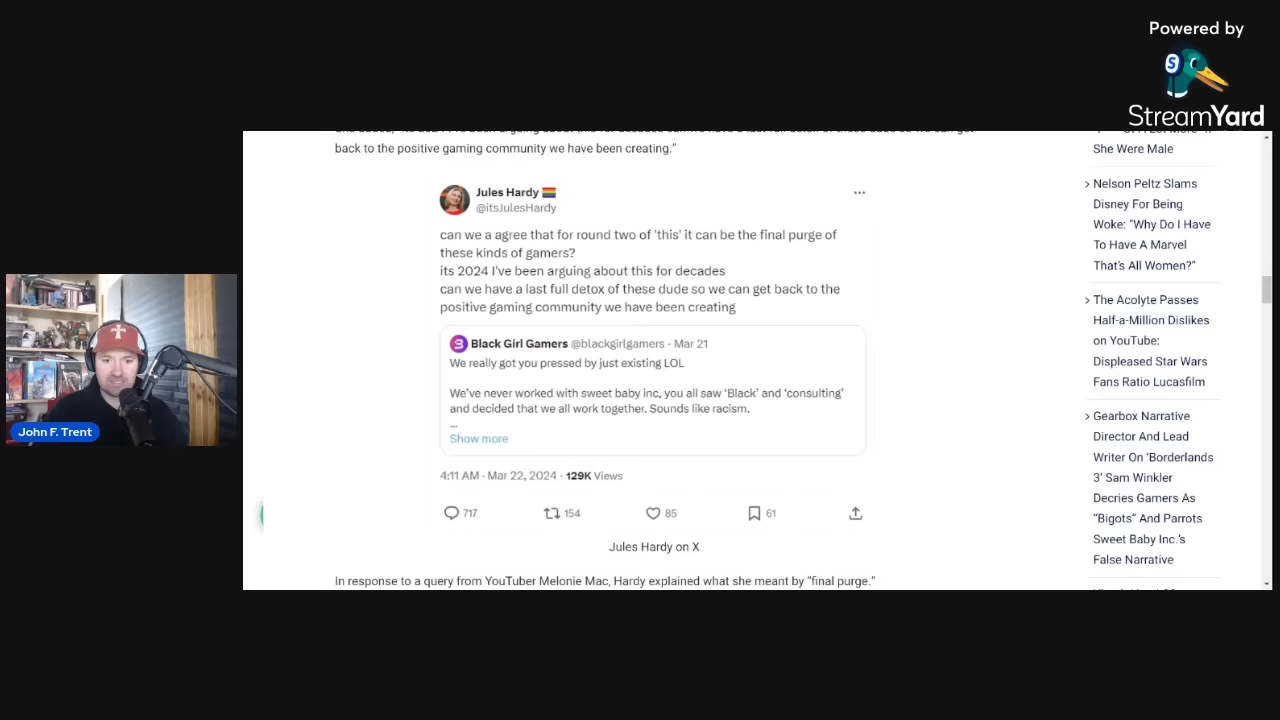 Powered by
StreamYard
back to the positive gaming community we have been creating."
Jules Hardy
@itsJulesHardy
can we a agree that for round two of 'this' it can be the final purge of
these kinds of gamers?
its 2024 I've been arguing about this for decades
can we have a last full detox of these dude so we can get back to the
positive gaming community we have been creating
Black Girl Gamers @blackgirlgamers · Mar 21
We really got you pressed by just existing LOL
We've never worked with sweet baby inc, you all saw 'Black' and 'consulting'
and decided that we all work together. Sounds like racism.
...
Show more
4:11 AM · Mar 22, 2024 · 129K Views
717 154 85 61
Jules Hardy on X
In response to a query from YouTuber Melonie Mac, Hardy explained what she meant by "final purge."
She Were Male
Nelson Peltz Slams
Disney For Being
Woke: "Why Do I Have
To Have A Marvel
That's All Women?"
The Acolyte Passes
Half-a-Million Dislikes
on YouTube:
Displeased Star Wars
Fans Ratio Lucasfilm
Gearbox Narrative
Director And Lead
Writer On 'Borderlands
3' Sam Winkler
Decries Gamers As
"Bigots" And Parrots
Sweet Baby Inc.'s
False Narrative
John F. Trent